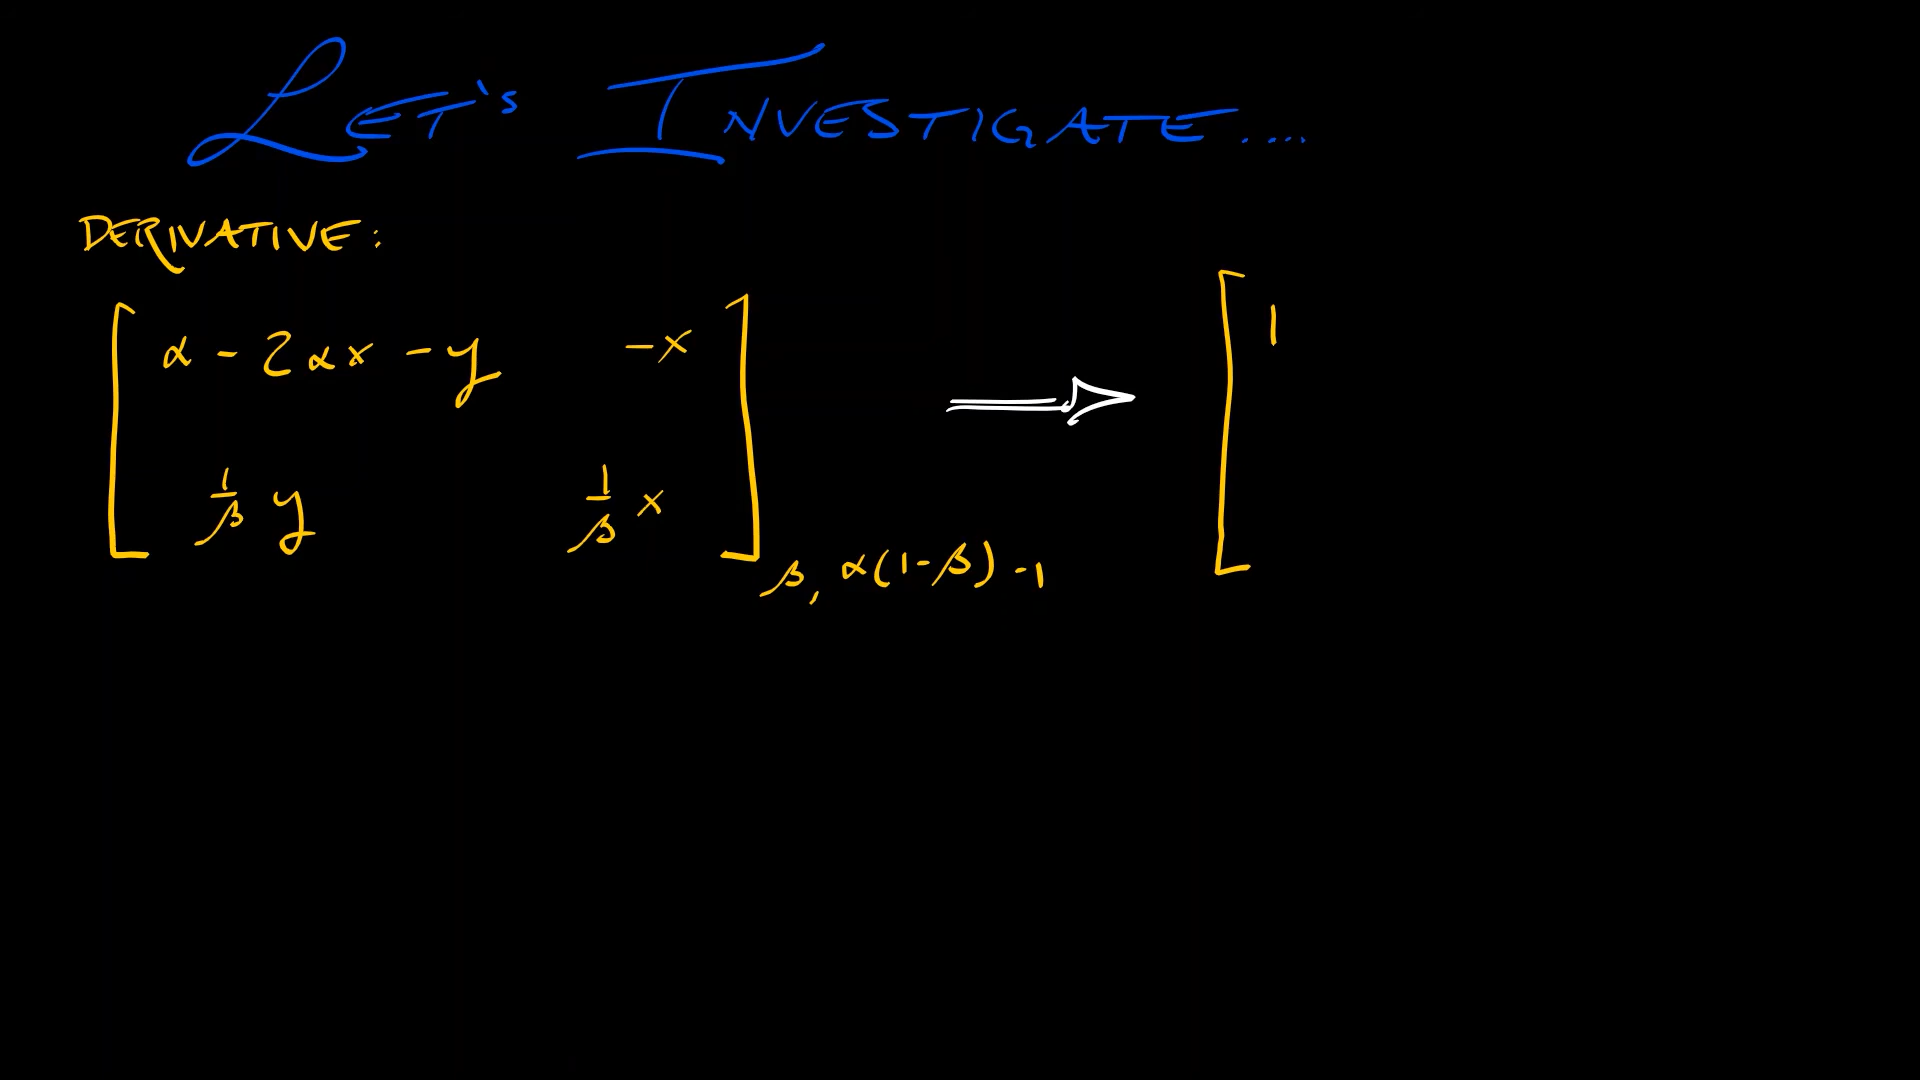 LET'S INVESTIGATE....
DERIVATIVE:
α - 2αx - y   -x
1/β y   1/β x
β, α(1-β) -1
1